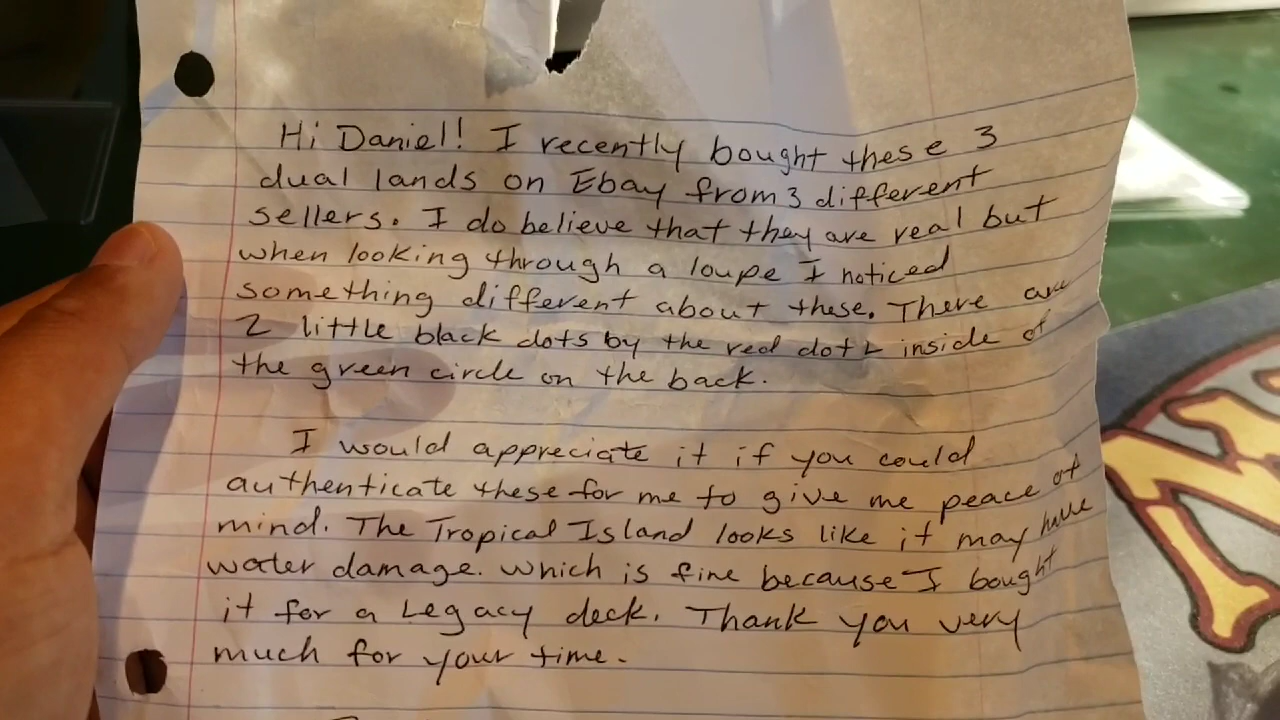 Hi Daniel! I recently bought these 3
dual lands on Ebay from 3 different
sellers. I do believe that they are real but
when looking through a loupe I noticed
something different about these. There are
2 little black dots by the red dot inside of
the green circle on the back.
I would appreciate it if you could
authenticate these for me to give me peace of
mind. The Tropical Island looks like it may have
water damage. Which is fine because I bought
it for a Legacy deck. Thank you very
much for your time.